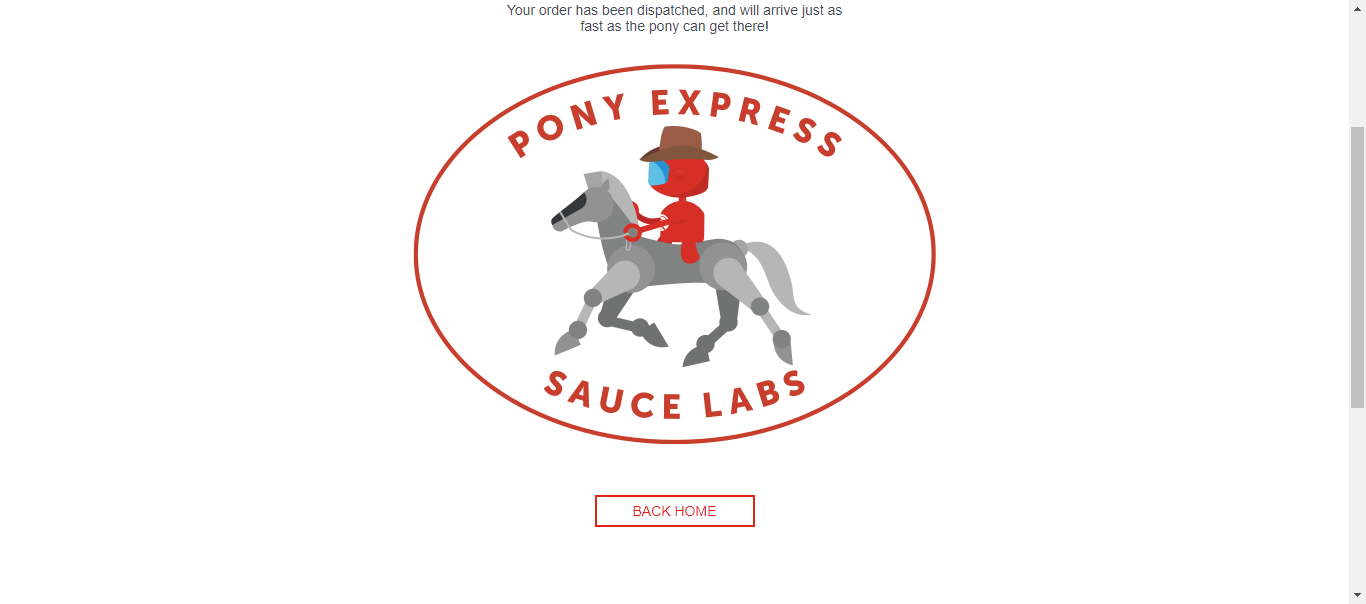 Your order has been dispatched, and will arrive just as
fast as the pony can get there!
PONY EXPRESS
SAUCE LABS
BACK HOME